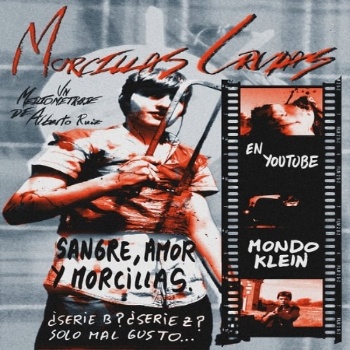 MORCILLAS CRUDAS
UN
MEDIOMETRAJE
DE Alberto Ruiz
EN
YOUTUBE
MONDO
KLEIN
SANGRE, AMOR
Y MORCILLAS.
¿SERIE B? ¿SERIE Z?
SOLO MAL GUSTO...